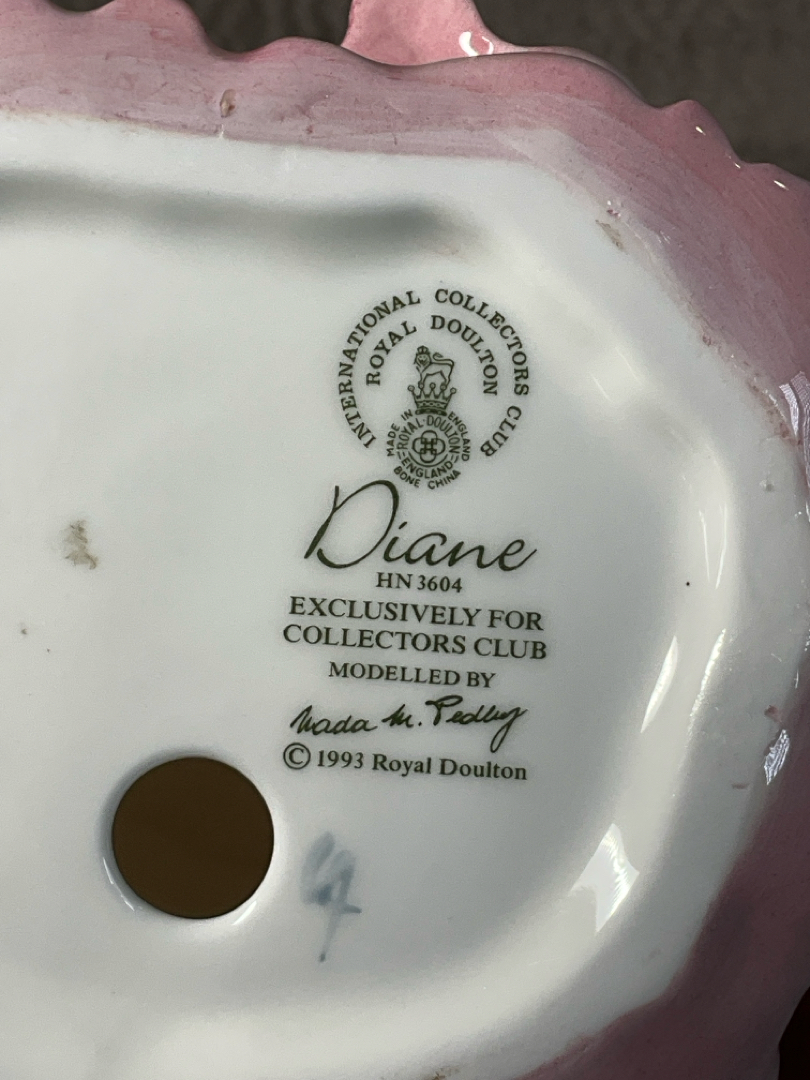 INTERNATIONAL COLLECTORS CLUB
ROYAL DOULTON
MADE IN ENGLAND
ROYAL·DOULTON
ENGLAND
BONE CHINA
Diane
HN 3604
EXCLUSIVELY FOR
COLLECTORS CLUB
MODELLED BY
Nada M. Pedley
© 1993 Royal Doulton